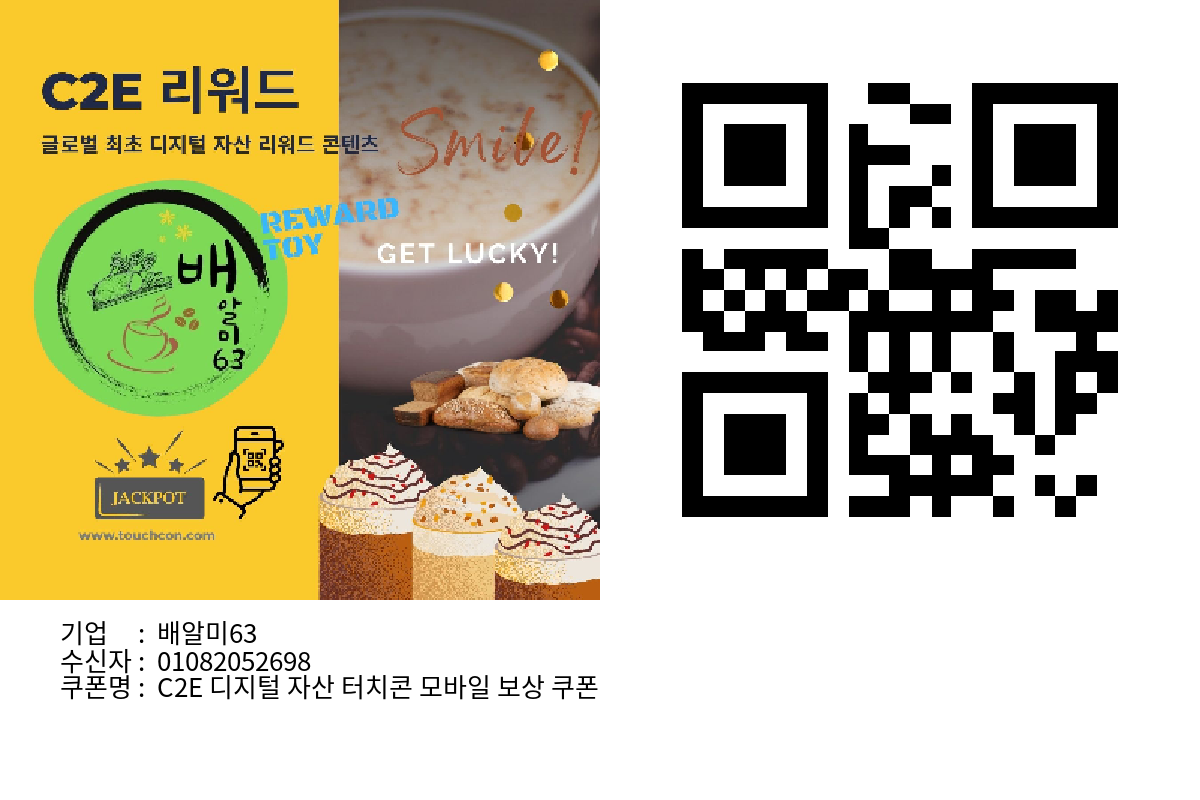 C2E 리워드
글로벌 최초 디지털 자산 리워드 콘텐츠
Smile!
REWARD
TOY
GET LUCKY!
배
알
미
63
JACKPOT
www.touchcon.com
기업 : 배알미63
수신자 : 01082052698
쿠폰명 : C2E 디지털 자산 터치콘 모바일 보상 쿠폰